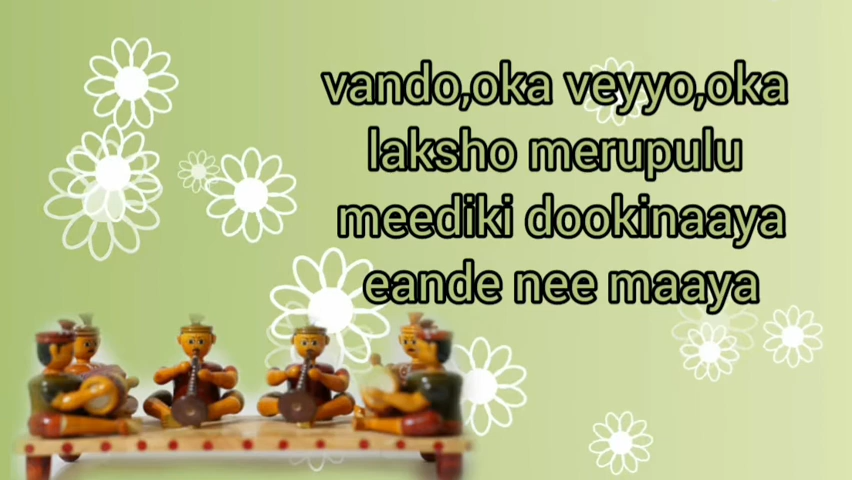 vando,oka veyyo,oka
laksho merupulu
meediki dookinaaya
eande nee maaya